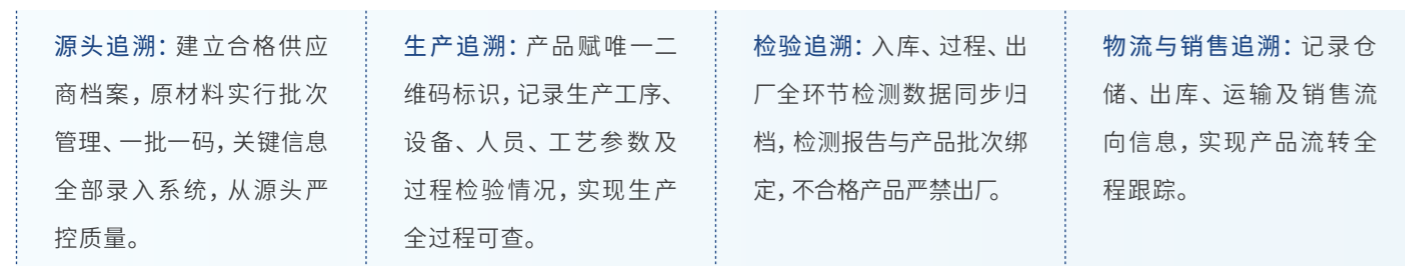 源头追溯：建立合格供应
商档案，原材料实行批次
管理、一批一码，关键信息
全部录入系统，从源头严
控质量。
生产追溯：产品赋唯一二
维码标识，记录生产工序、
设备、人员、工艺参数及
过程检验情况，实现生产
全过程可查。
检验追溯：入库、过程、出
厂全环节检测数据同步归
档，检测报告与产品批次绑
定，不合格产品严禁出厂。
物流与销售追溯：记录仓
储、出库、运输及销售流
向信息，实现产品流转全
程跟踪。